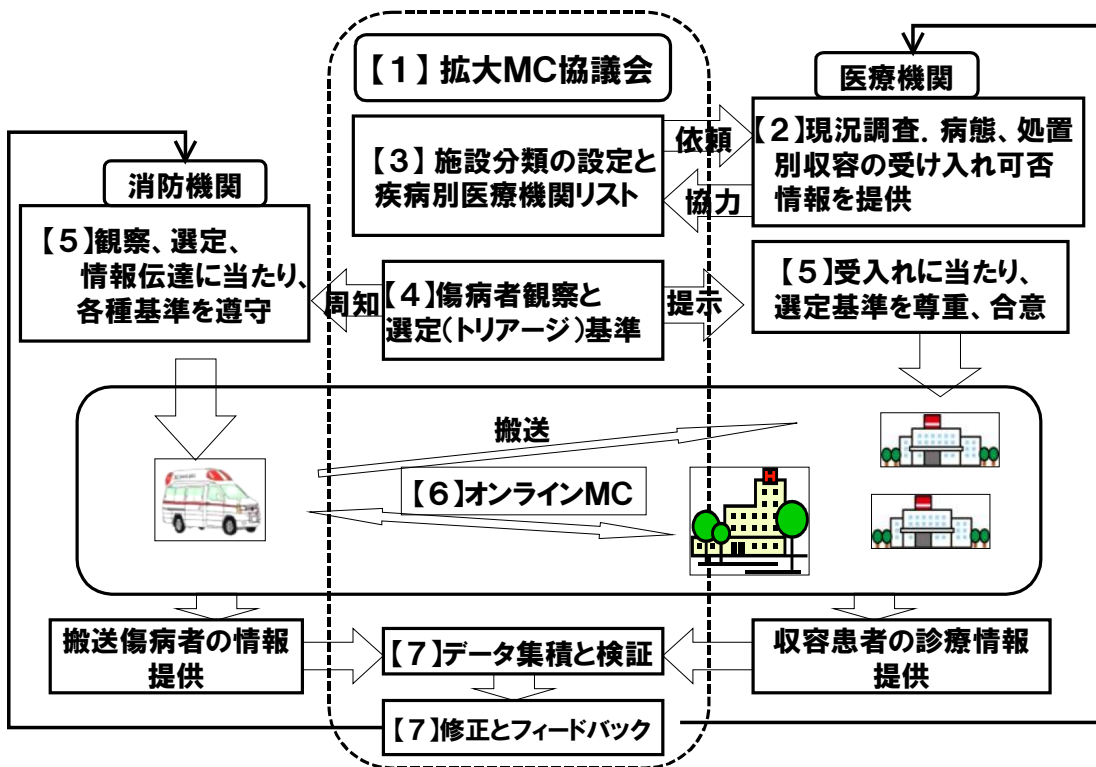 【１】拡大MC協議会
医療機関
【３】施設分類の設定と
疾病別医療機関リスト
依頼
協力
【２】現況調査．病態、処置
別収容の受け入れ可否
情報を提供
消防機関
【５】観察、選定、
情報伝達に当たり、
各種基準を遵守
周知
【４】傷病者観察と
選定（トリアージ）基準
提示
【５】受入れに当たり、
選定基準を尊重、合意
搬送
【６】オンラインMC
H
搬送傷病者の情報
提供
【７】データ集積と検証
収容患者の診療情報
提供
【７】修正とフィードバック